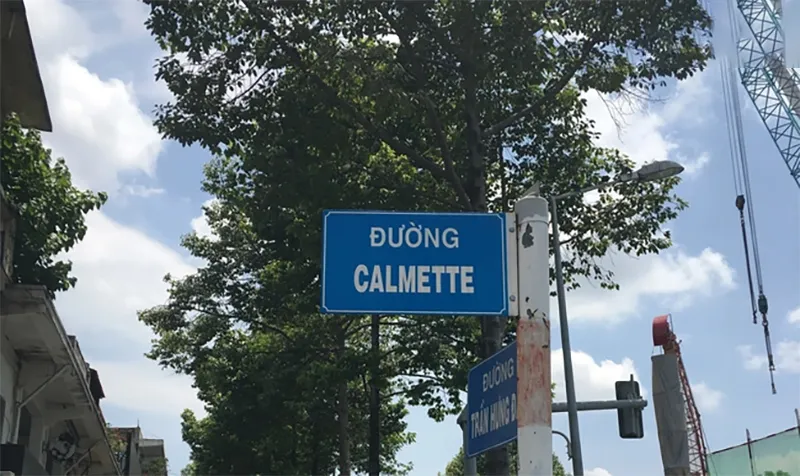 ĐƯỜNG
CALMETTE
ĐƯỜNG
TRẦN HƯNG